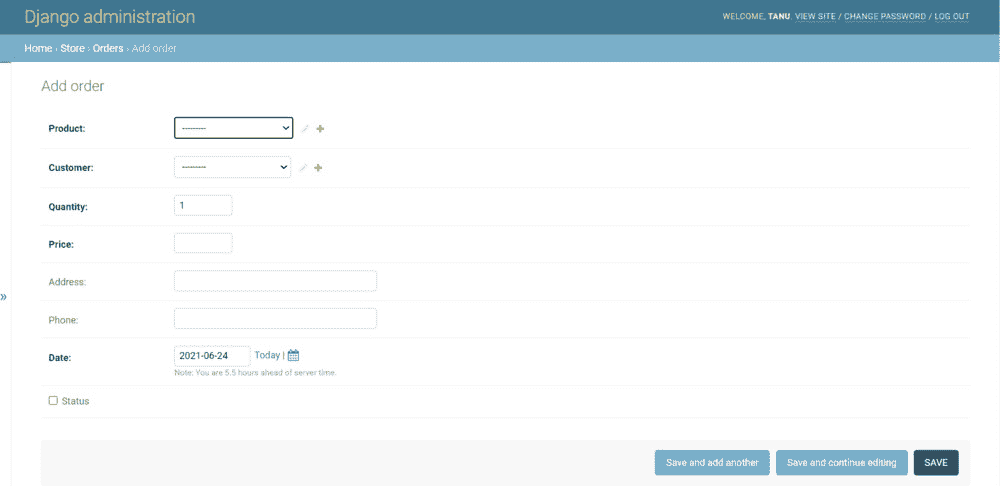 Django administration
WELCOME, TANU. VIEW SITE / CHANGE PASSWORD / LOG OUT
Home › Store › Orders › Add order
»
Add order
Product: ---------
Customer: ---------
Quantity: 1
Price:
Address:
Phone:
Date: 2021-06-24 Today |
Note: You are 5.5 hours ahead of server time.
Status
Save and add another Save and continue editing SAVE